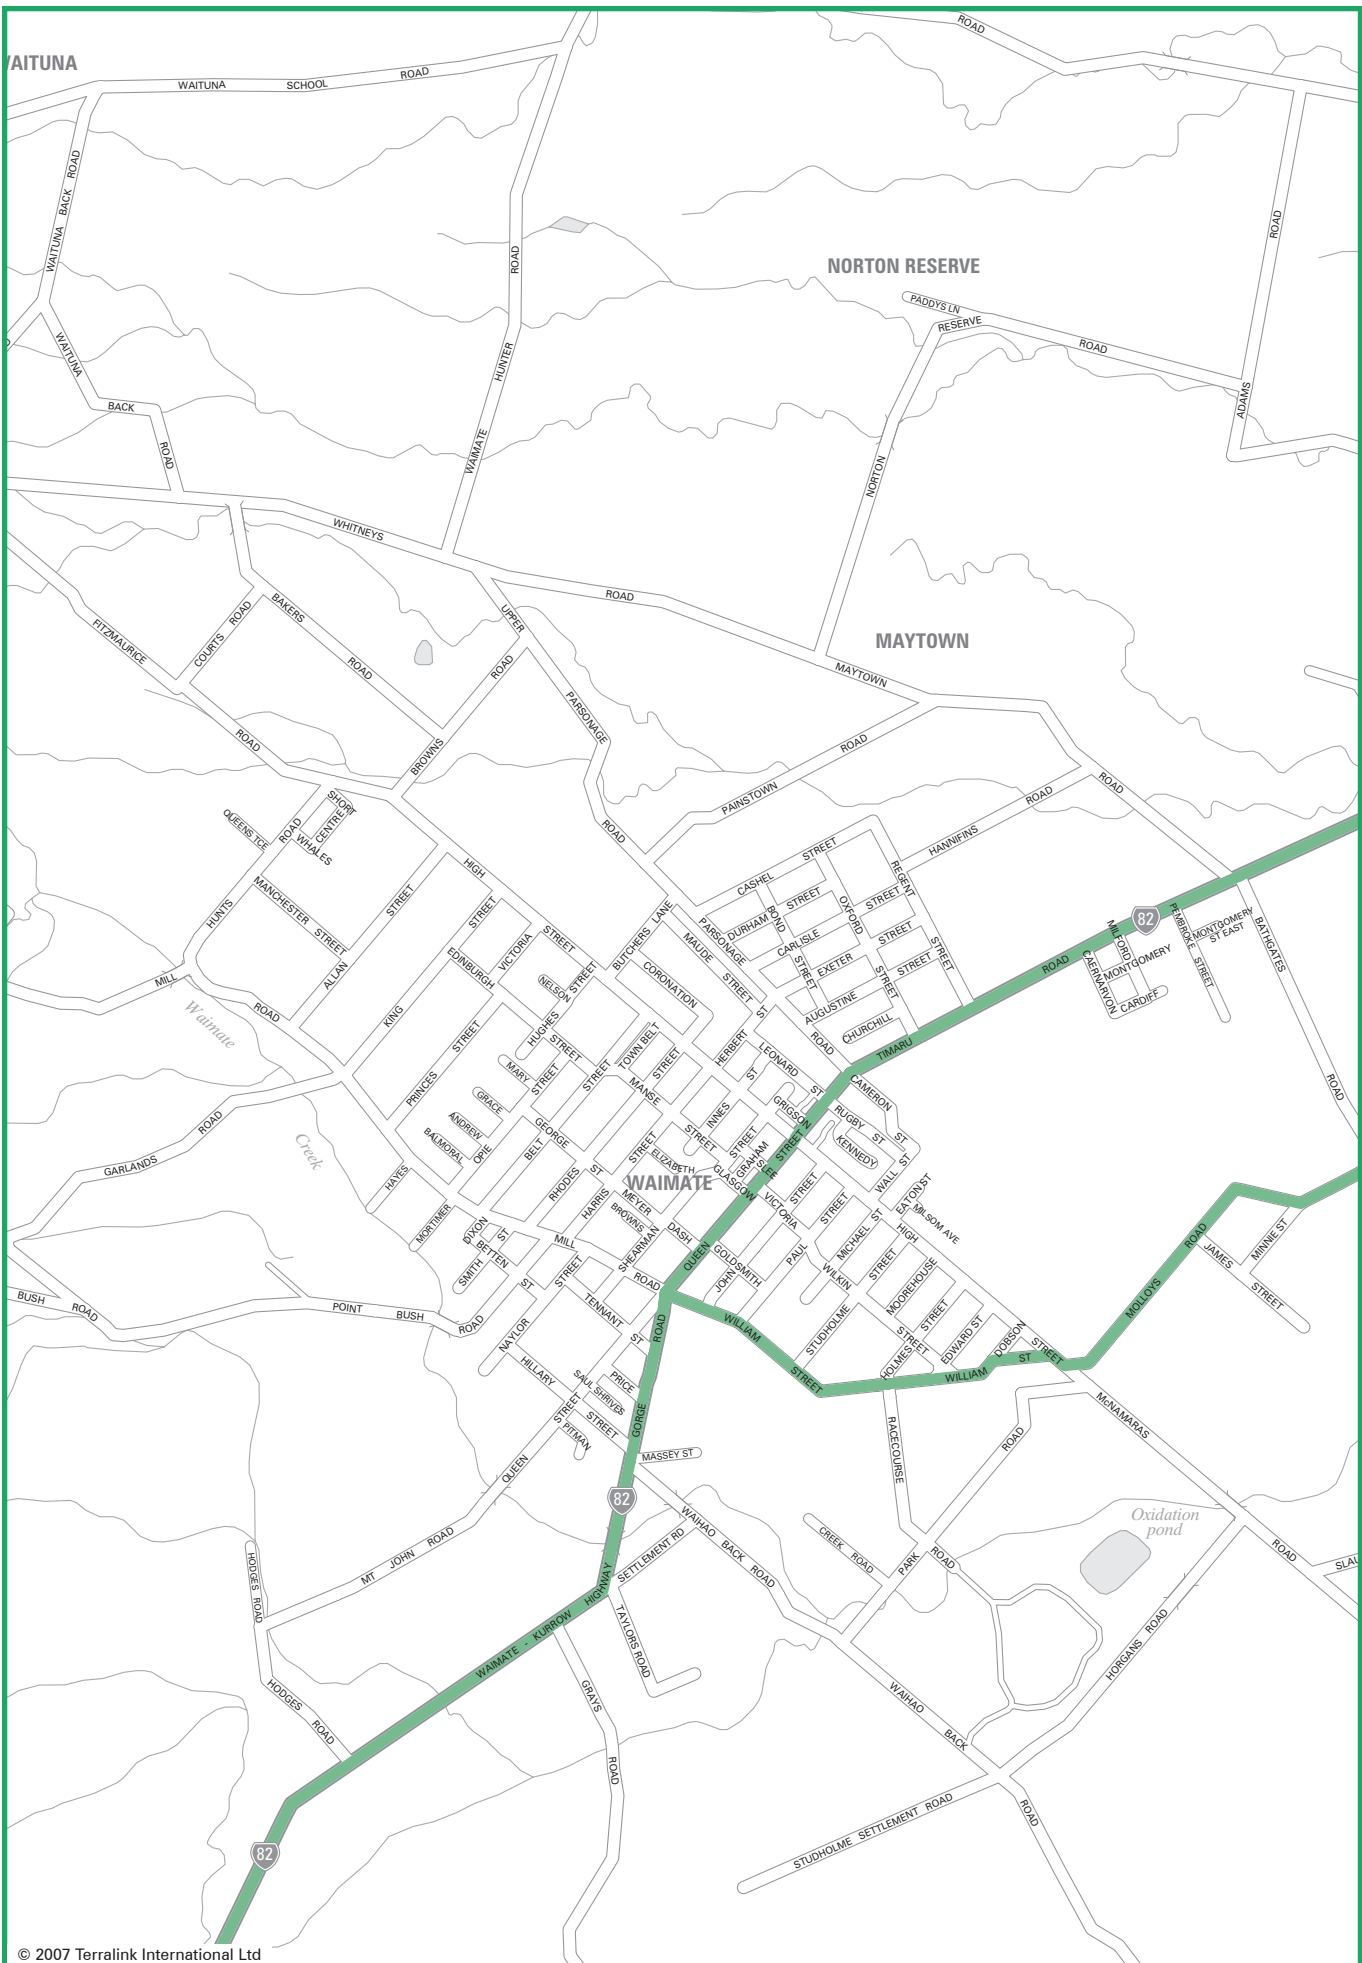 WAITUNA
ROAD
WAITUNA SCHOOL ROAD
WAITUNA BACK ROAD
ROAD
ROAD
NORTON RESERVE
PADDYS LN
RESERVE
ROAD
WAITUNA
HUNTER
BACK
ADAMS
ROAD
WAIMATE
NORTON
WHITNEYS
ROAD
BAKERS
UPPER
COURTS ROAD
FITZMAURICE
MAYTOWN
ROAD
ROAD
MAYTOWN
PARSONAGE
ROAD
BROWNS
ROAD
ROAD
PAINSTOWN
ROAD
SHORT
CENTRE
QUEENS TCE
ROAD
WHALES
ROAD
HANNIFINS
STREET
HIGH
CASHEL
REGENT
MANCHESTER STREET
STREET
HUNTS
STREET
BUTCHERS LANE
PARSONAGE
DURHAM
STREET
BOND
OXFORD
STREET
82
PEMBROKE
MONTGOMERY
ST EAST
BATHGATES
VICTORIA
STREET
MAUDE
CARLISLE
STREET
STREET
MILFORD
EDINBURGH
STREET
CORONATION
STREET
STREET
EXETER
STREET
STREET
ROAD
CAERNARVON
MONTGOMERY
STREET
MILL
ALLAN
NELSON
CARDIFF
Waimate
ROAD
KING
HUGHES
AUGUSTINE
CHURCHILL
STREET
STREET
TOWN BELT
HERBERT
ST
ROAD
TIMARU
PRINCES
MARY
STREET
STREET
STREET
LEONARD
ST
CAMERON
ROAD
GRACE
MANSE
ST
GRIGSON
RUGBY ST
ST
ROAD
ANDREW
GEORGE
INNES
KENNEDY
Creek
BALMORAL
OPIE
BELT
STREET
STREET
STREET
GRAHAM
STREET
GARLANDS
HAYES
RHODES
ST
ELIZABETH
GLASGOW
SLEE
WALL ST
WAIMATE
EATON ST
MEYER
VICTORIA
STREET
MORTIMER
HARRIS
BROWNS
STREET
MILSOM AVE
DIXON
ST
MILL
SHEARMAN
DASH
HIGH
BETTEN
QUEEN
GOLDSMITH
PAUL
MICHAEL ST
SMITH
STREET
ROAD
JOHN
WILKIN
STREET
ROAD
JAMES
MINNIE ST
BUSH ROAD
POINT BUSH ROAD
ST
TENNANT
ST
WILLIAM
STUDHOLME
MOOREHOUSE
MOLLOYS
STREET
NAYLOR
ROAD
STREET
STREET
STREET
EDWARD ST
DOBSON
STREET
HILLARY
PRICE
STREET
HOLMES
WILLIAM
ST
SAUL SHRIVES
STREET
STREET
GORGE
McNAMARAS
PITMAN
RACECOURSE
ROAD
QUEEN
MASSEY ST
82
WAIHAO BACK ROAD
Oxidation
pond
HODGES ROAD
MT JOHN ROAD
SETTLEMENT RD
CREEK ROAD
PARK
ROAD
ROAD
SLAU
HIGHWAY
TAYLORS ROAD
WAIMATE - KURROW
HORGANS ROAD
HODGES ROAD
GRAYS
WAIHAO BACK
ROAD
ROAD
STUDHOLME SETTLEMENT ROAD
82
© 2007 Terralink International Ltd